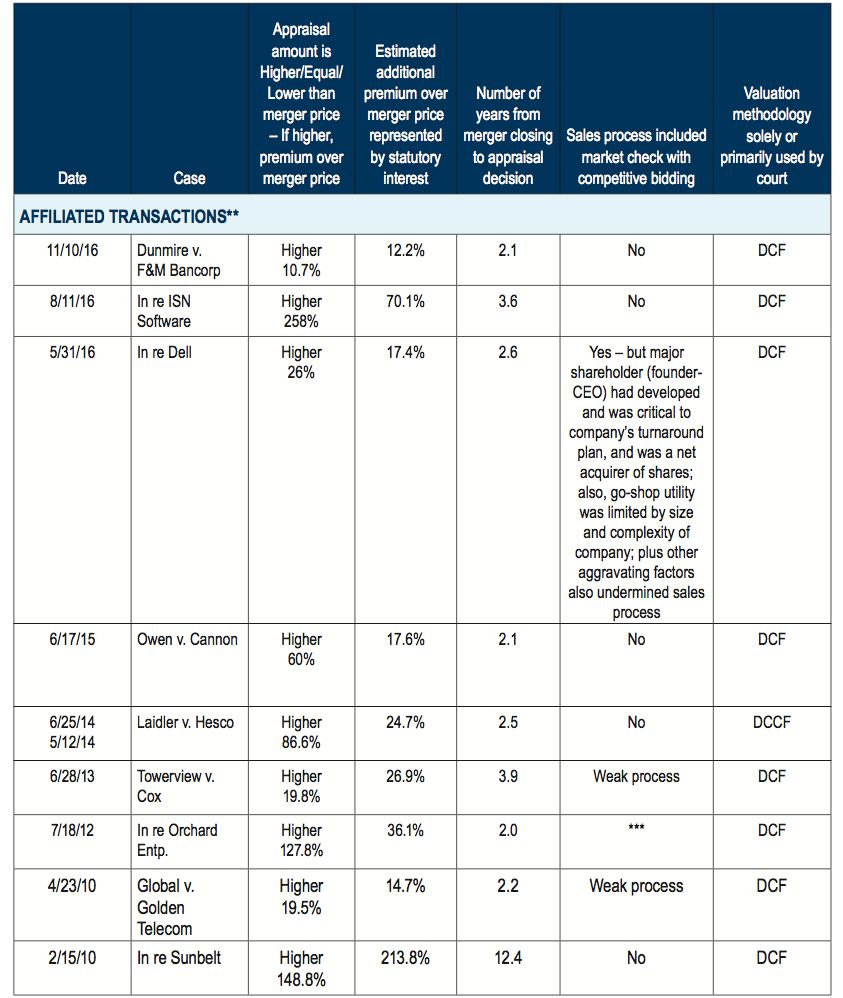 Date
Case
Appraisal
amount is
Higher/Equal/
Lower than
merger price
– If higher,
premium over
merger price
Estimated
additional
premium over
merger price
represented
by statutory
interest
Number of
years from
merger closing
to appraisal
decision
Sales process included
market check with
competitive bidding
Valuation
methodology
solely or
primarily used by
court
AFFILIATED TRANSACTIONS**
11/10/16
Dunmire v.
F&M Bancorp
Higher
10.7%
12.2%
2.1
No
DCF
8/11/16
In re ISN
Software
Higher
258%
70.1%
3.6
No
DCF
5/31/16
In re Dell
Higher
26%
17.4%
2.6
Yes – but major
shareholder (founder-
CEO) had developed
and was critical to
company's turnaround
plan, and was a net
acquirer of shares;
also, go-shop utility
was limited by size
and complexity of
company; plus other
aggravating factors
also undermined sales
process
DCF
6/17/15
Owen v. Cannon
Higher
60%
17.6%
2.1
No
DCF
6/25/14
5/12/14
Laidler v. Hesco
Higher
86.6%
24.7%
2.5
No
DCCF
6/28/13
Towerview v.
Cox
Higher
19.8%
26.9%
3.9
Weak process
DCF
7/18/12
In re Orchard
Entp.
Higher
127.8%
36.1%
2.0
***
DCF
4/23/10
Global v.
Golden
Telecom
Higher
19.5%
14.7%
2.2
Weak process
DCF
2/15/10
In re Sunbelt
Higher
148.8%
213.8%
12.4
No
DCF